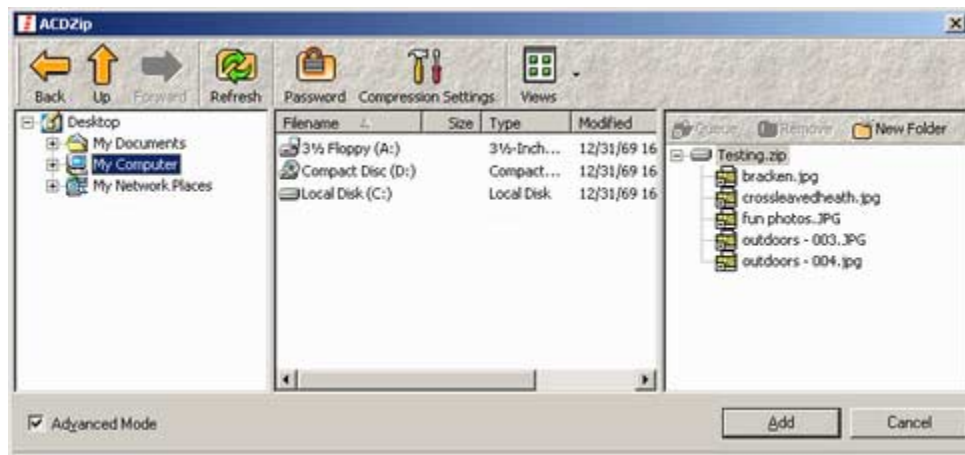 ACDZip
Back Up Forward Refresh Password Compression Settings Views
Desktop
My Documents
My Computer
My Network Places
Filename Size Type Modified
3½ Floppy (A:) 3½-Inch... 12/31/69 16
Compact Disc (D:) Compact... 12/31/69 16
Local Disk (C:) Local Disk 12/31/69 16
Queue Remove New Folder
Testing.zip
bracken.jpg
crossleavedheath.jpg
fun photos.JPG
outdoors - 003.JPG
outdoors - 004.jpg
Advanced Mode Add Cancel